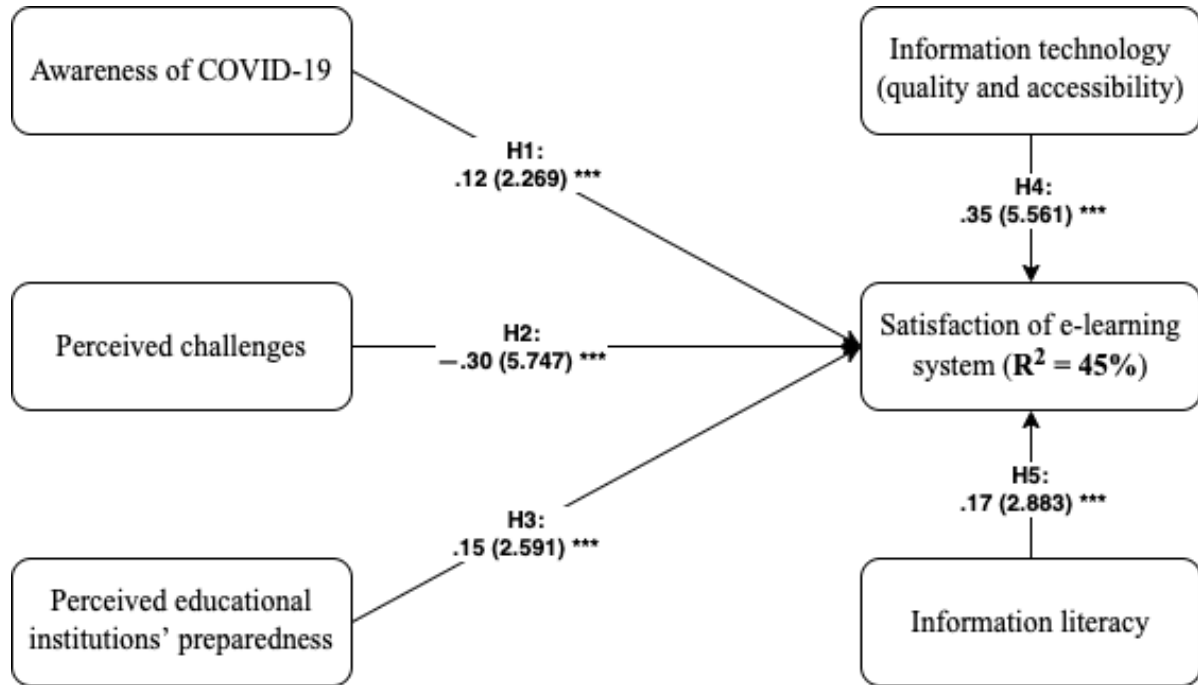 Awareness of COVID-19
Information technology
(quality and accessibility)
H1:
.12 (2.269) ***
H4:
.35 (5.561) ***
Perceived challenges
H2:
—.30 (5.747) ***
Satisfaction of e-learning
system (R² = 45%)
H3:
.15 (2.591) ***
H5:
.17 (2.883) ***
Perceived educational
institutions’ preparedness
Information literacy